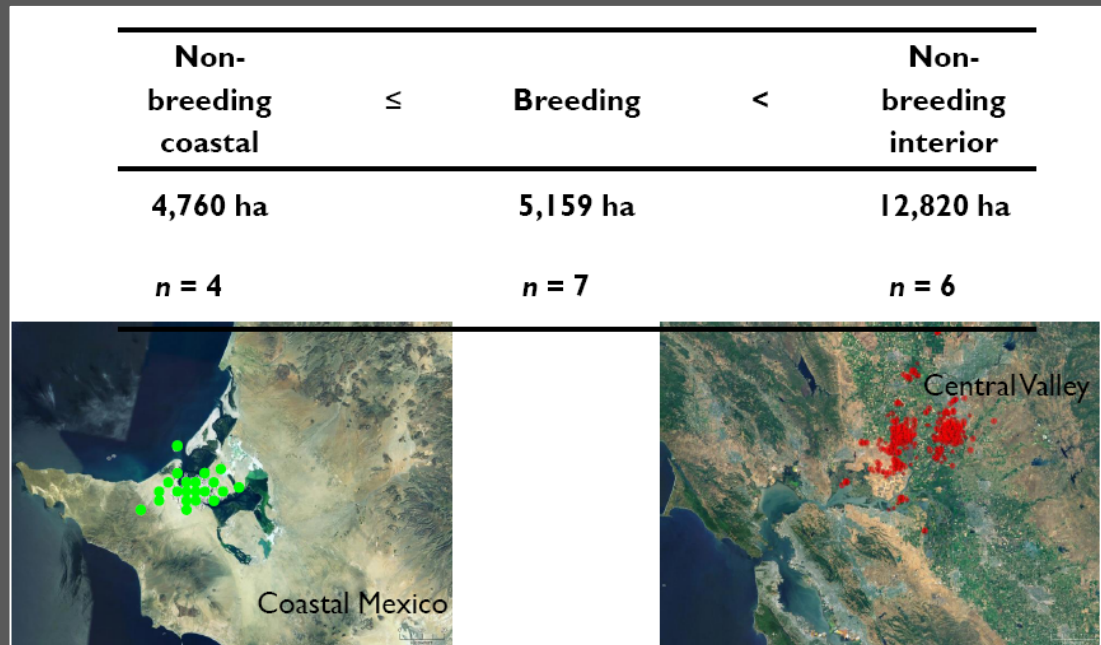 Non-
breeding
coastal
≤
Breeding
<
Non-
breeding
interior
4,760 ha
5,159 ha
12,820 ha
n = 4
n = 7
n = 6
Central Valley
Coastal Mexico